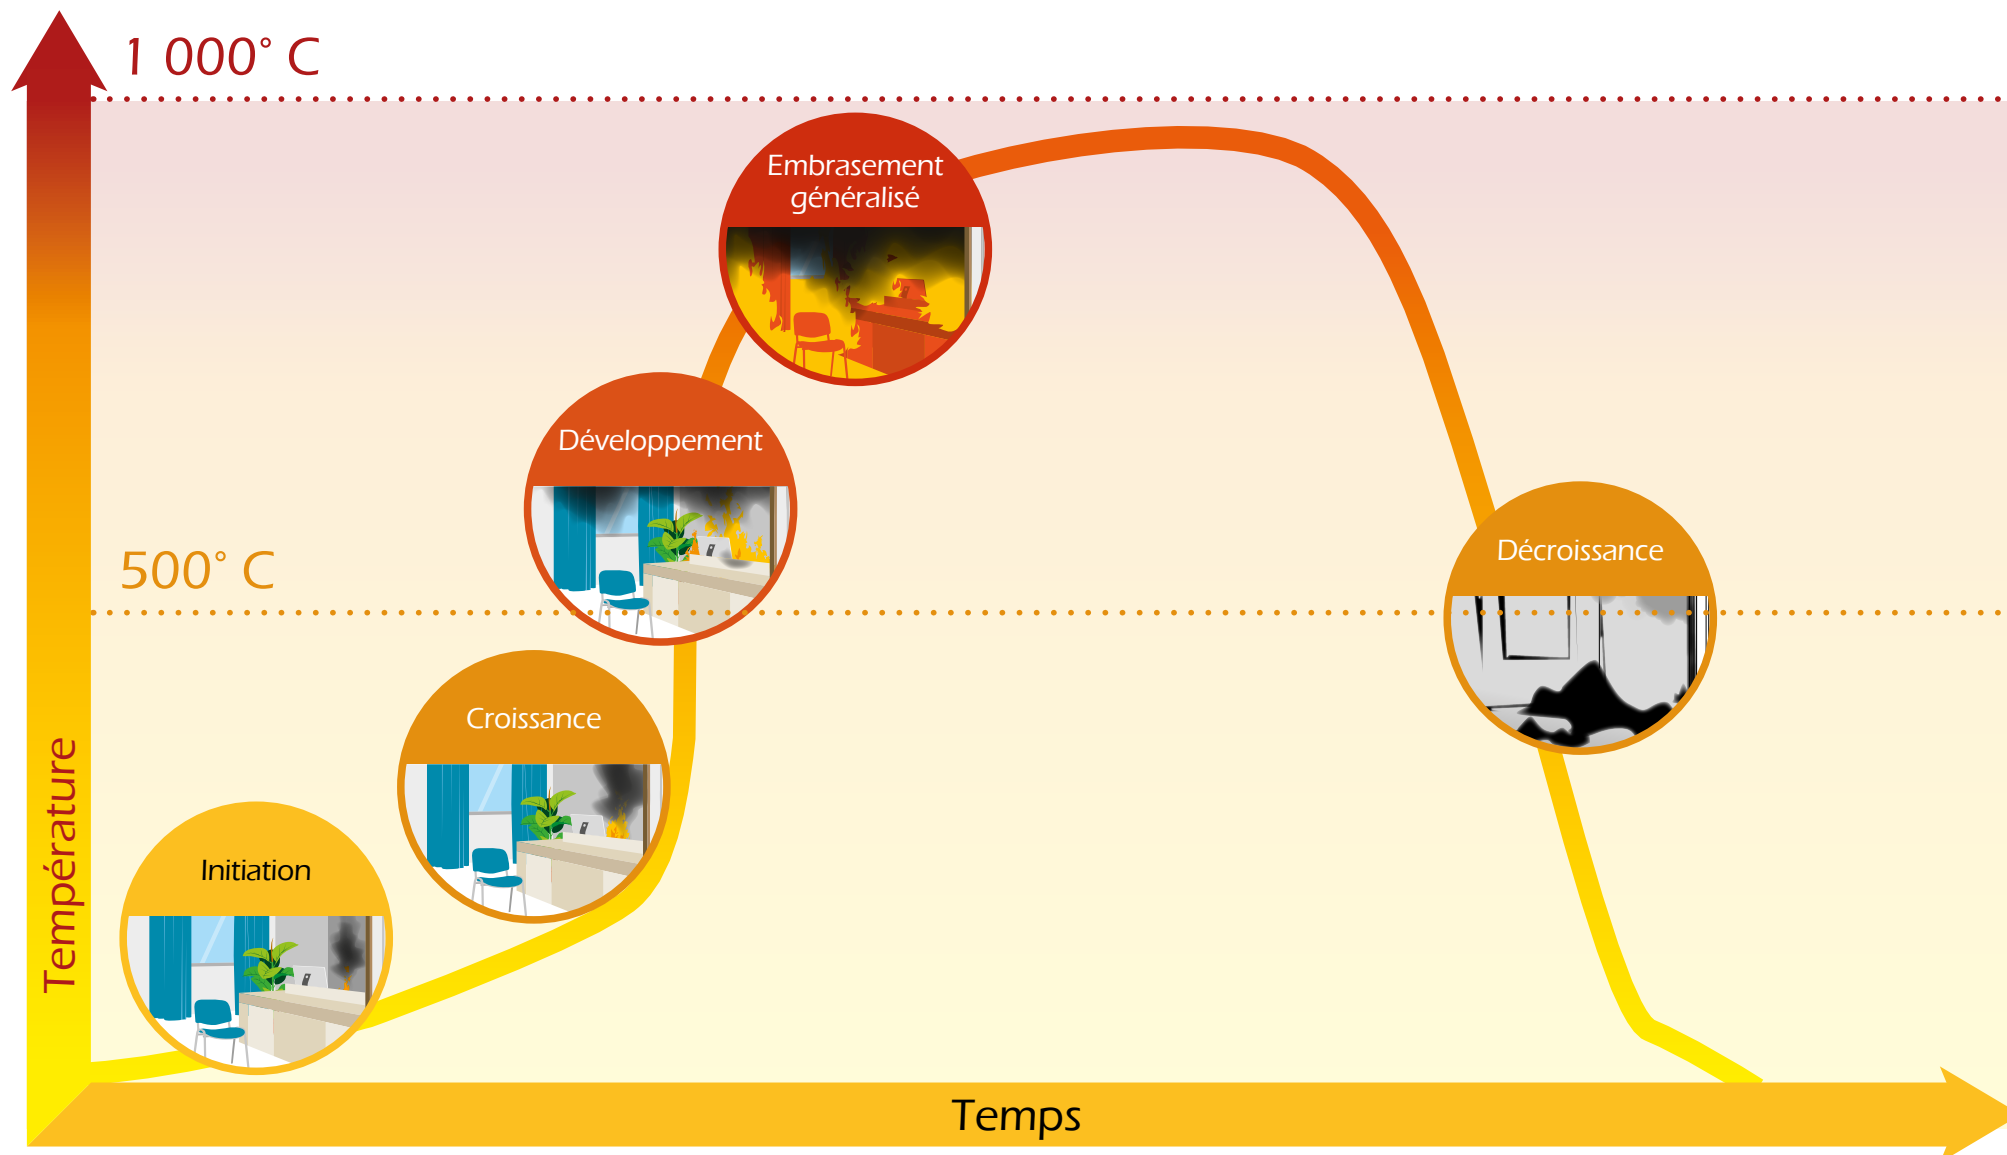 1 000° C
Embrasement
généralisé
Développement
500° C
Décroissance
Croissance
Initiation
Température
Temps